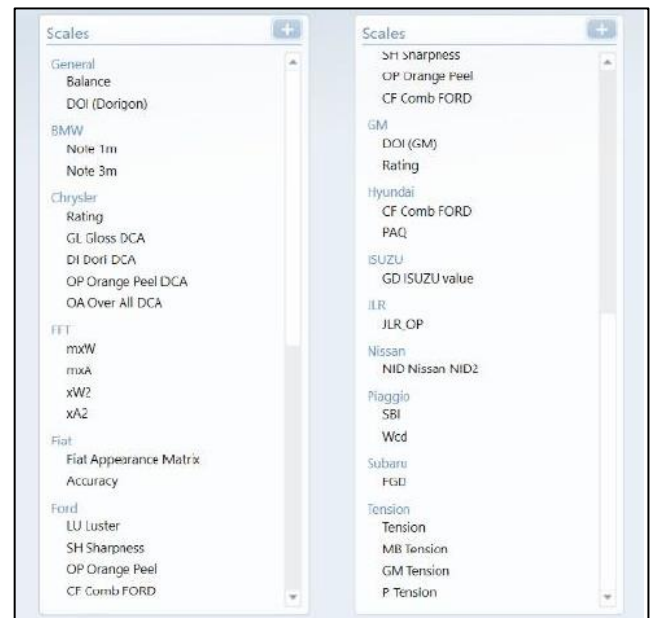 Scales
General
Balance
DOI (Dorigon)
BMW
Note 1m
Note 3m
Chrysler
Rating
GL Gloss DCA
DI Dori DCA
OP Orange Peel DCA
OA Over All DCA
FFT
mxW
mxA
xW2
xA2
Fiat
Fiat Appearance Matrix
Accuracy
Ford
LU Luster
SH Sharpness
OP Orange Peel
CF Comb FORD
Scales
SH Sharpness
OP Orange Peel
CF Comb FORD
GM
DOI (GM)
Rating
Hyundai
CF Comb FORD
PAQ
ISUZU
GD ISUZU value
JLR
JLR_OP
Nissan
NID Nissan NID2
Piaggio
SBI
Wcd
Subaru
FGD
Tension
Tension
MB Tension
GM Tension
P Tension